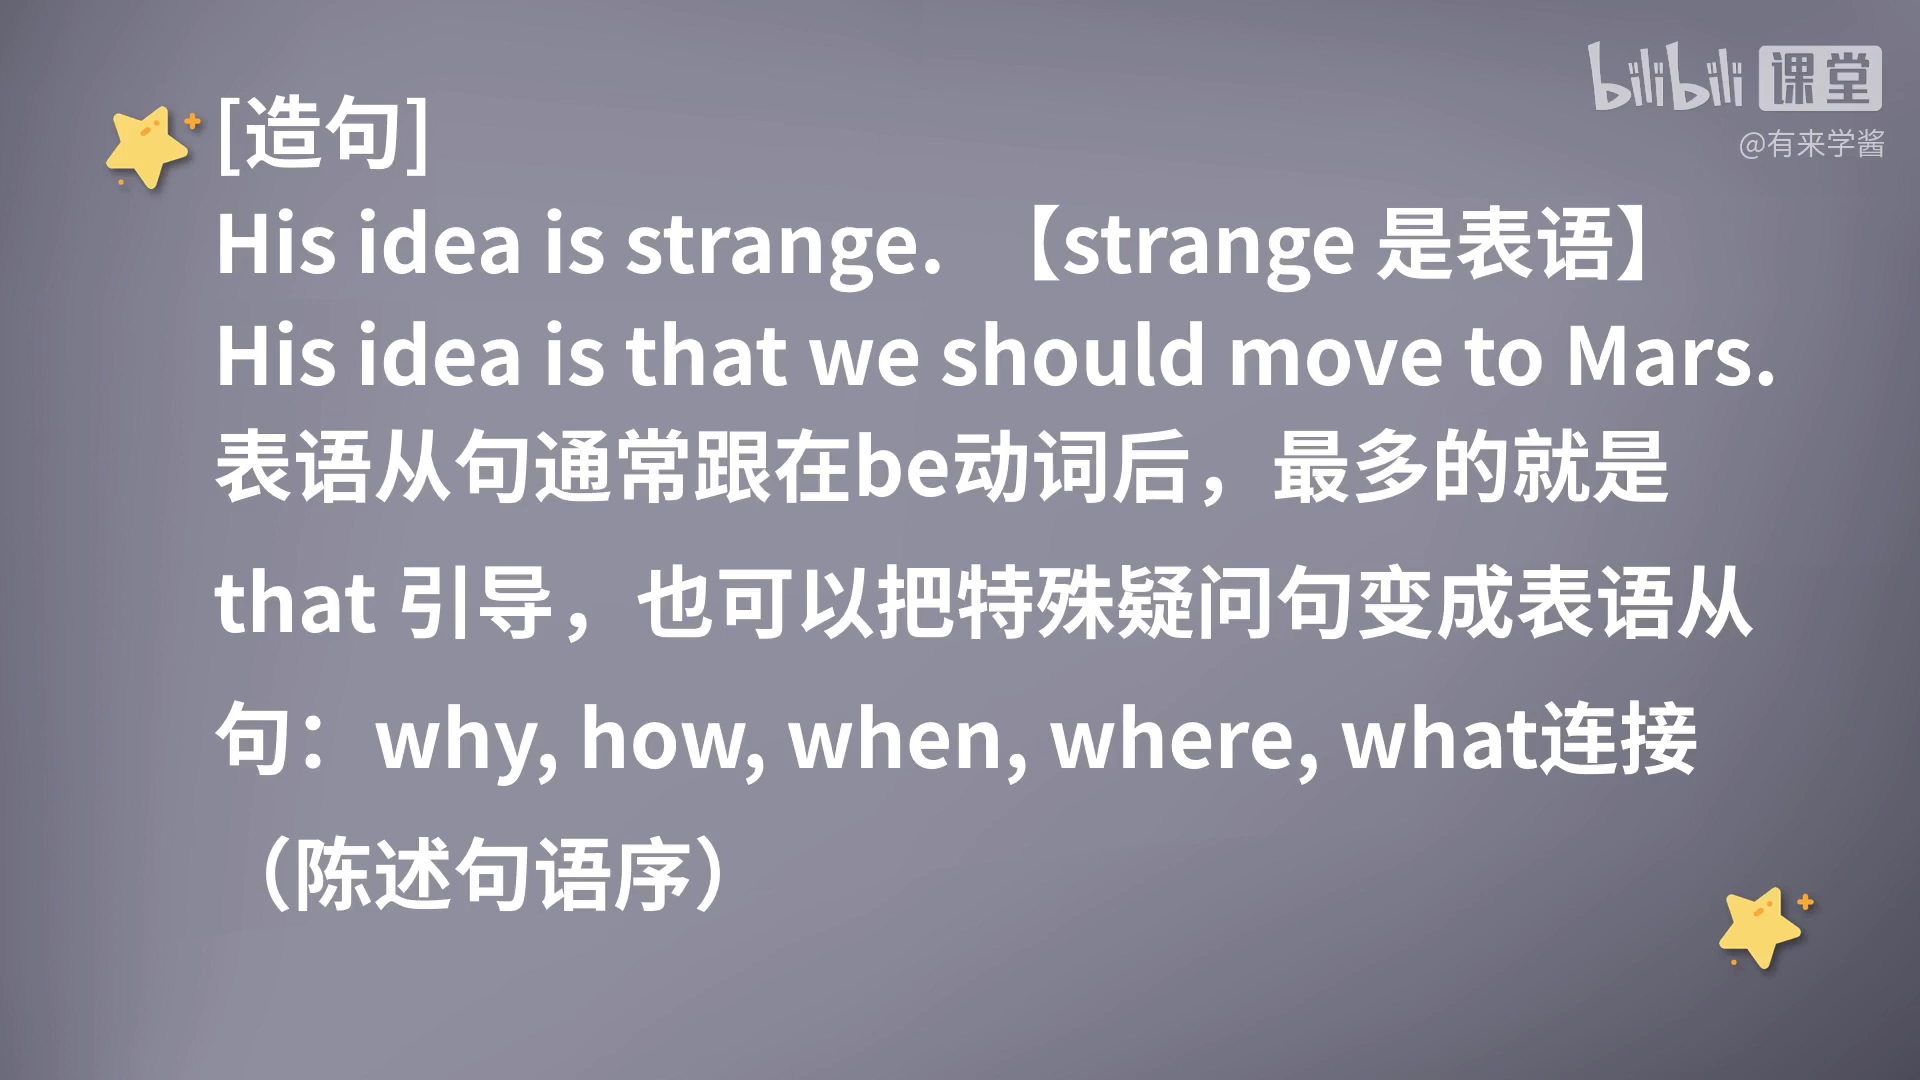 bilibili 课堂
@有来学酱
[造句]
His idea is strange. 【strange 是表语】
His idea is that we should move to Mars.
表语从句通常跟在be动词后，最多的就是
that 引导，也可以把特殊疑问句变成表语从
句：why, how, when, where, what连接
（陈述句语序）